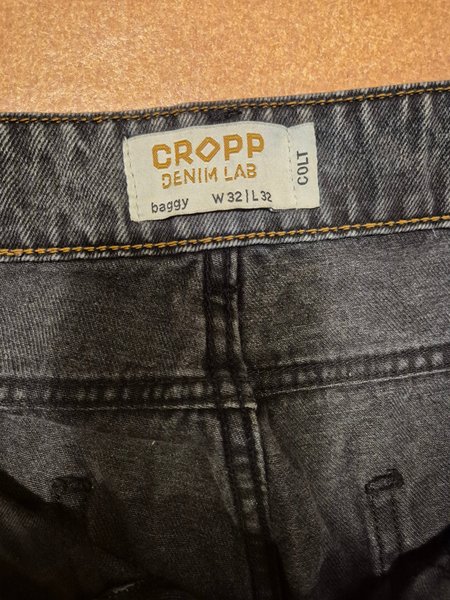 CROPP
DENIM LAB
baggy W 32 | L 32
COLT